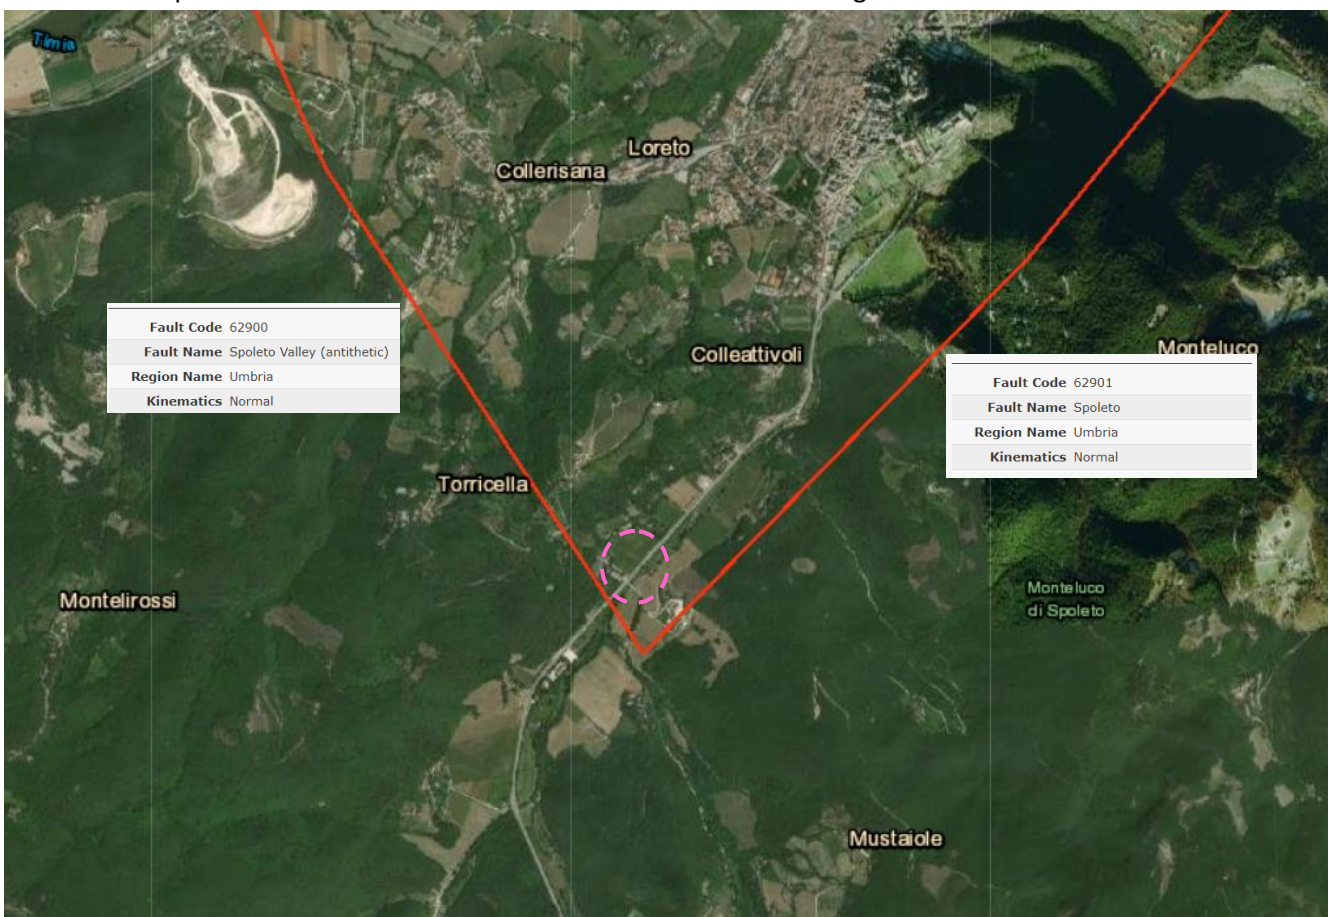 Timia
Loreto
Collerisana
Colleattivoli
Monteluco
Fault Code 62900
Fault Name Spoleto Valley (antithetic)
Region Name Umbria
Kinematics Normal
Fault Code 62901
Fault Name Spoleto
Region Name Umbria
Kinematics Normal
Torricella
Montelirossi
Monteluco
di Spoleto
Mustaiole